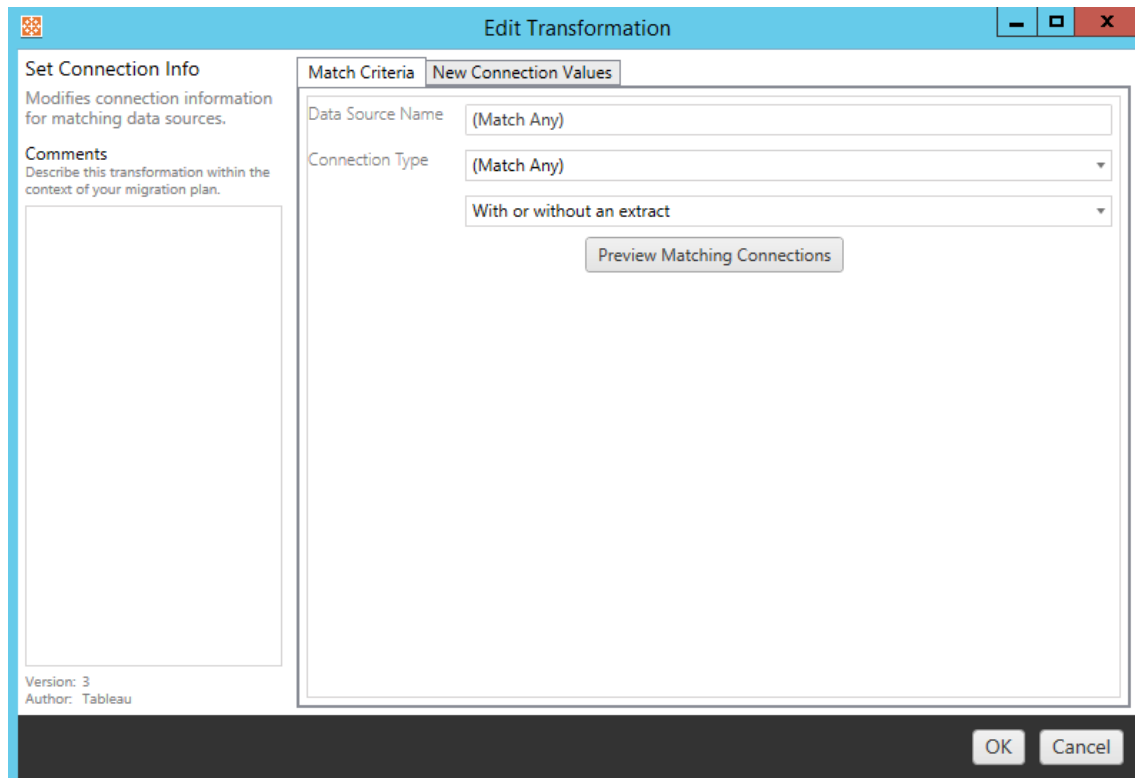 Edit Transformation
Set Connection Info
Modifies connection information
for matching data sources.
Comments
Describe this transformation within the
context of your migration plan.
Version: 3
Author: Tableau
Match Criteria
New Connection Values
Data Source Name
(Match Any)
Connection Type
(Match Any)
With or without an extract
Preview Matching Connections
OK
Cancel